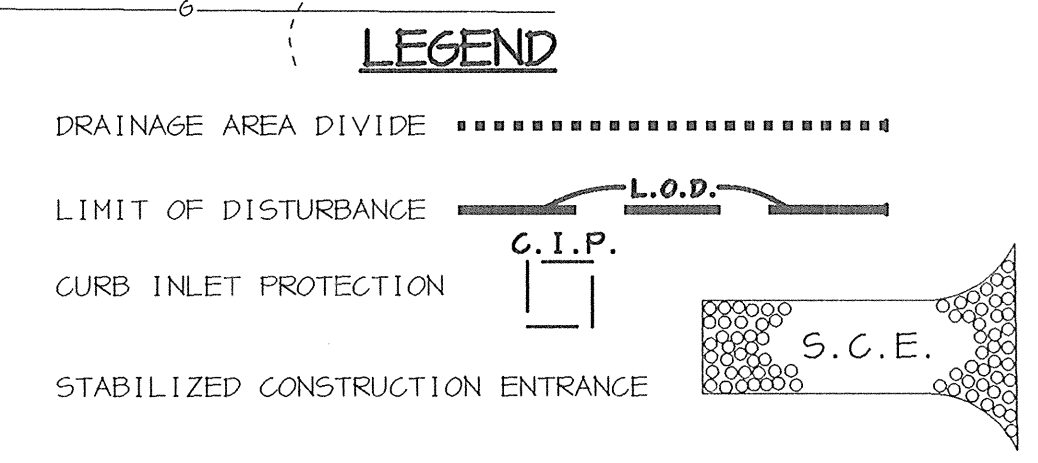 G
LEGEND
DRAINAGE AREA DIVIDE
LIMIT OF DISTURBANCE L.O.D.
C.I.P.
CURB INLET PROTECTION
S.C.E.
STABILIZED CONSTRUCTION ENTRANCE